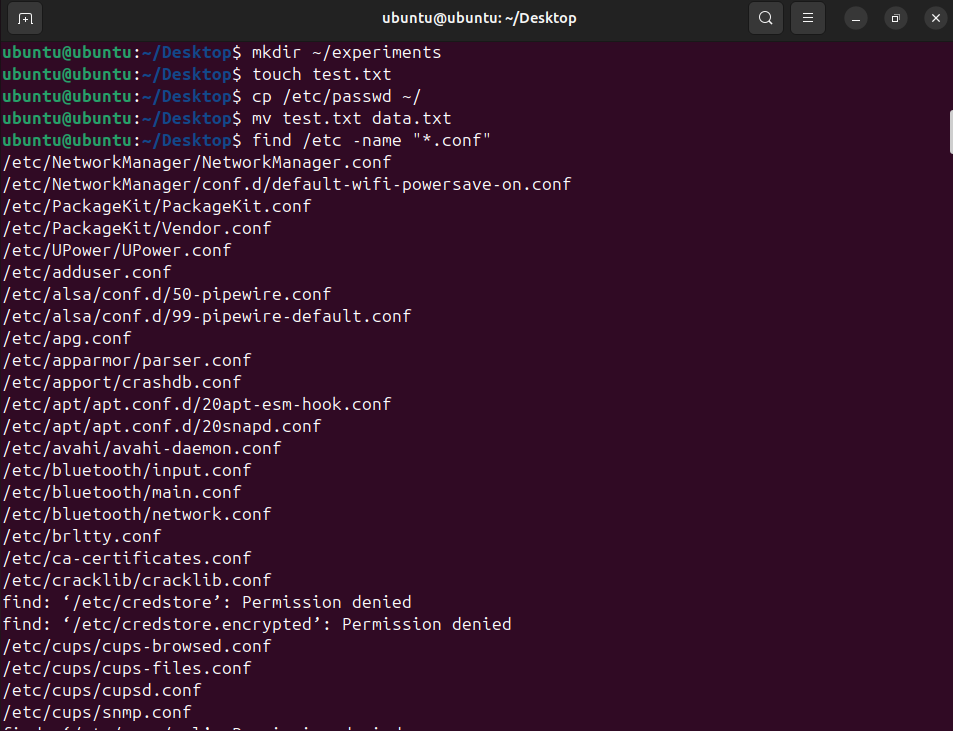 ubuntu@ubuntu: ~/Desktop
ubuntu@ubuntu:~/Desktop$ mkdir ~/experiments
ubuntu@ubuntu:~/Desktop$ touch test.txt
ubuntu@ubuntu:~/Desktop$ cp /etc/passwd ~/
ubuntu@ubuntu:~/Desktop$ mv test.txt data.txt
ubuntu@ubuntu:~/Desktop$ find /etc -name "*.conf"
/etc/NetworkManager/NetworkManager.conf
/etc/NetworkManager/conf.d/default-wifi-powersave-on.conf
/etc/PackageKit/PackageKit.conf
/etc/PackageKit/Vendor.conf
/etc/UPower/UPower.conf
/etc/adduser.conf
/etc/alsa/conf.d/50-pipewire.conf
/etc/alsa/conf.d/99-pipewire-default.conf
/etc/apg.conf
/etc/apparmor/parser.conf
/etc/apport/crashdb.conf
/etc/apt/apt.conf.d/20apt-esm-hook.conf
/etc/apt/apt.conf.d/20snapd.conf
/etc/avahi/avahi-daemon.conf
/etc/bluetooth/input.conf
/etc/bluetooth/main.conf
/etc/bluetooth/network.conf
/etc/brltty.conf
/etc/ca-certificates.conf
/etc/cracklib/cracklib.conf
find: ‘/etc/credstore’: Permission denied
find: ‘/etc/credstore.encrypted’: Permission denied
/etc/cups/cups-browsed.conf
/etc/cups/cups-files.conf
/etc/cups/cupsd.conf
/etc/cups/snmp.conf